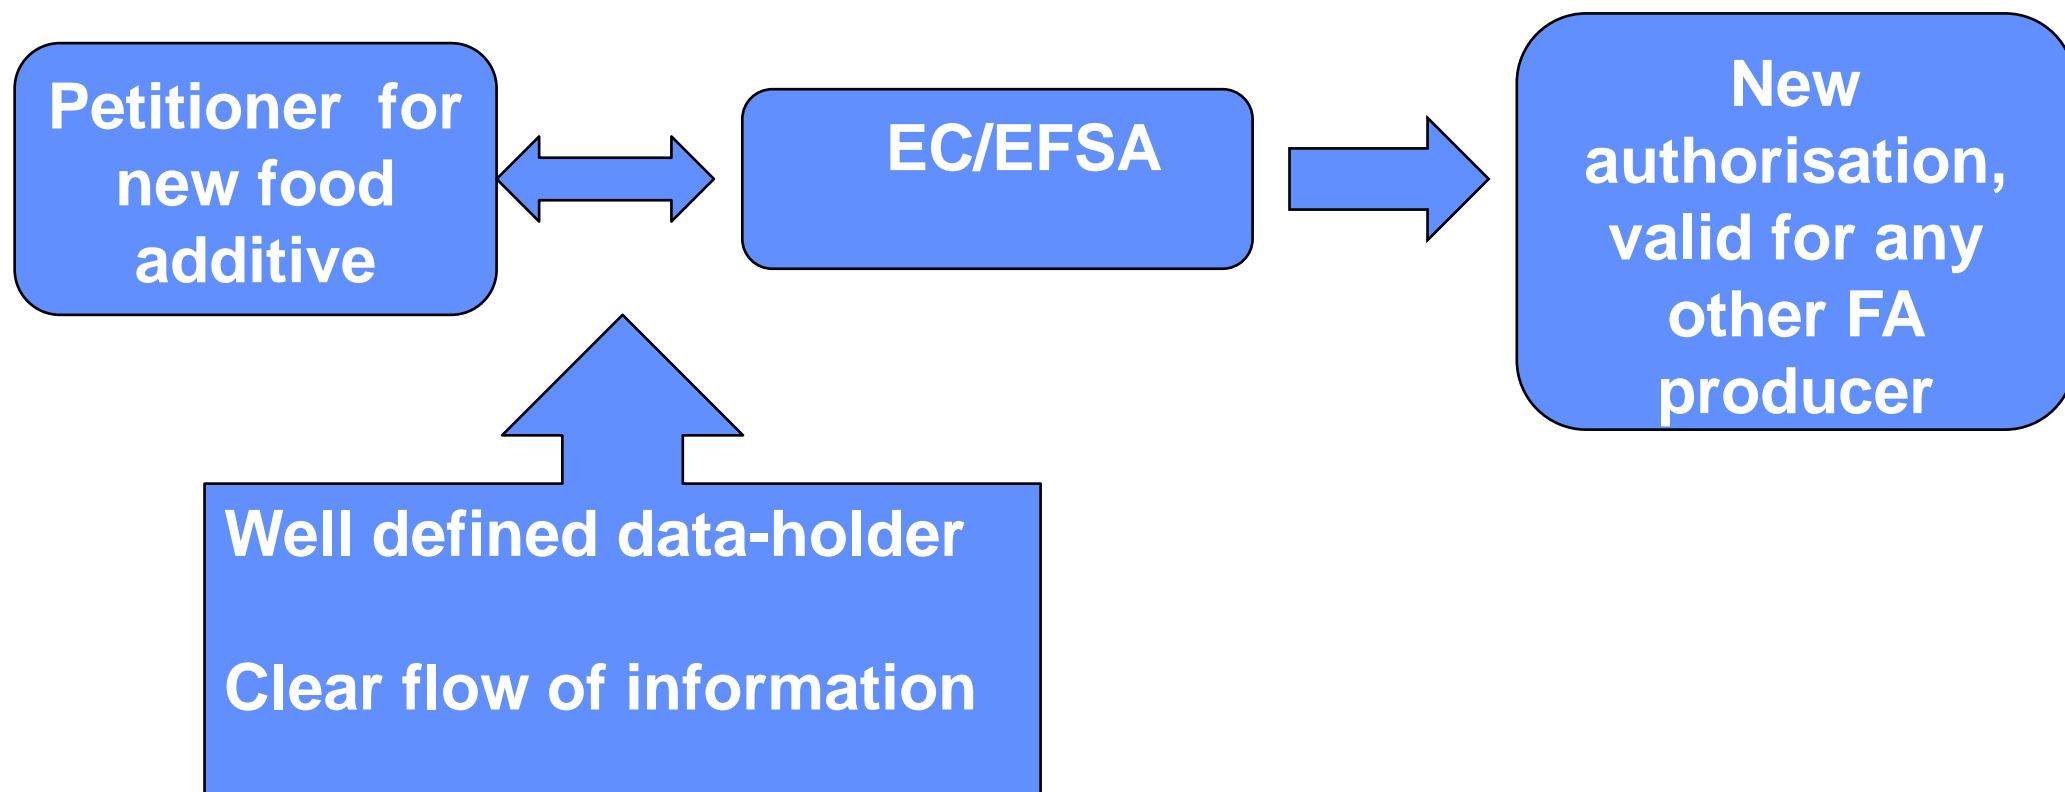 Petitioner for
new food
additive
EC/EFSA
New
authorisation,
valid for any
other FA
producer
Well defined data-holder
Clear flow of information